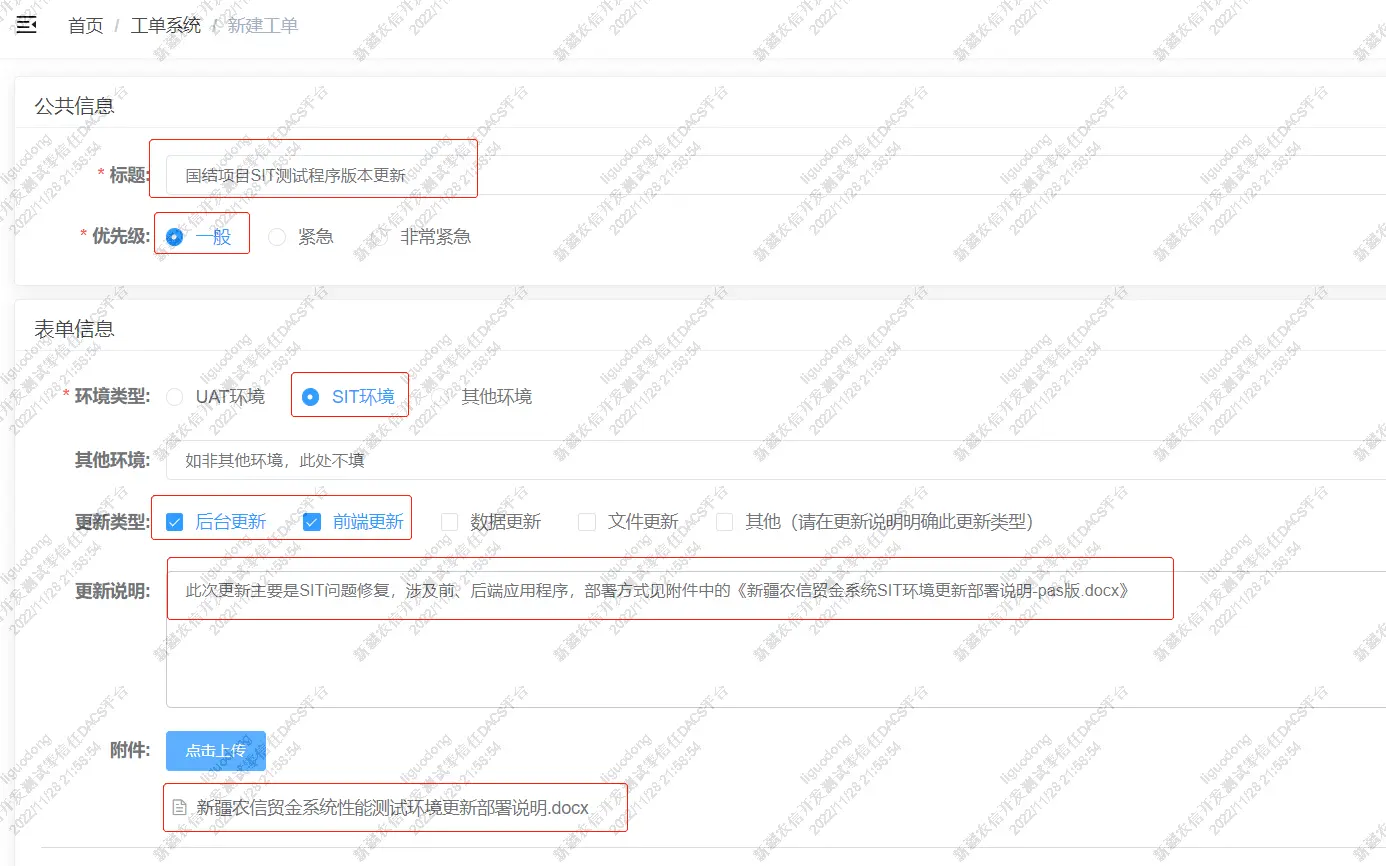 首页 / 工单系统 / 新建工单
公共信息
* 标题: 国结项目SIT测试程序版本更新
* 优先级: 一般 紧急 非常紧急
表单信息
* 环境类型: UAT环境 SIT环境 其他环境
其他环境: 如非其他环境，此处不填
更新类型: 后台更新 前端更新 数据更新 文件更新 其他（请在更新说明明确此更新类型）
更新说明: 此次更新主要是SIT问题修复，涉及前、后端应用程序，部署方式见附件中的《新疆农信贸金系统SIT环境更新部署说明-pas版.docx》
附件: 点击上传
新疆农信贸金系统性能测试环境更新部署说明.docx
新疆农信开发测试零信任DACS平台
liguodong
2022/11/28 21:58:54